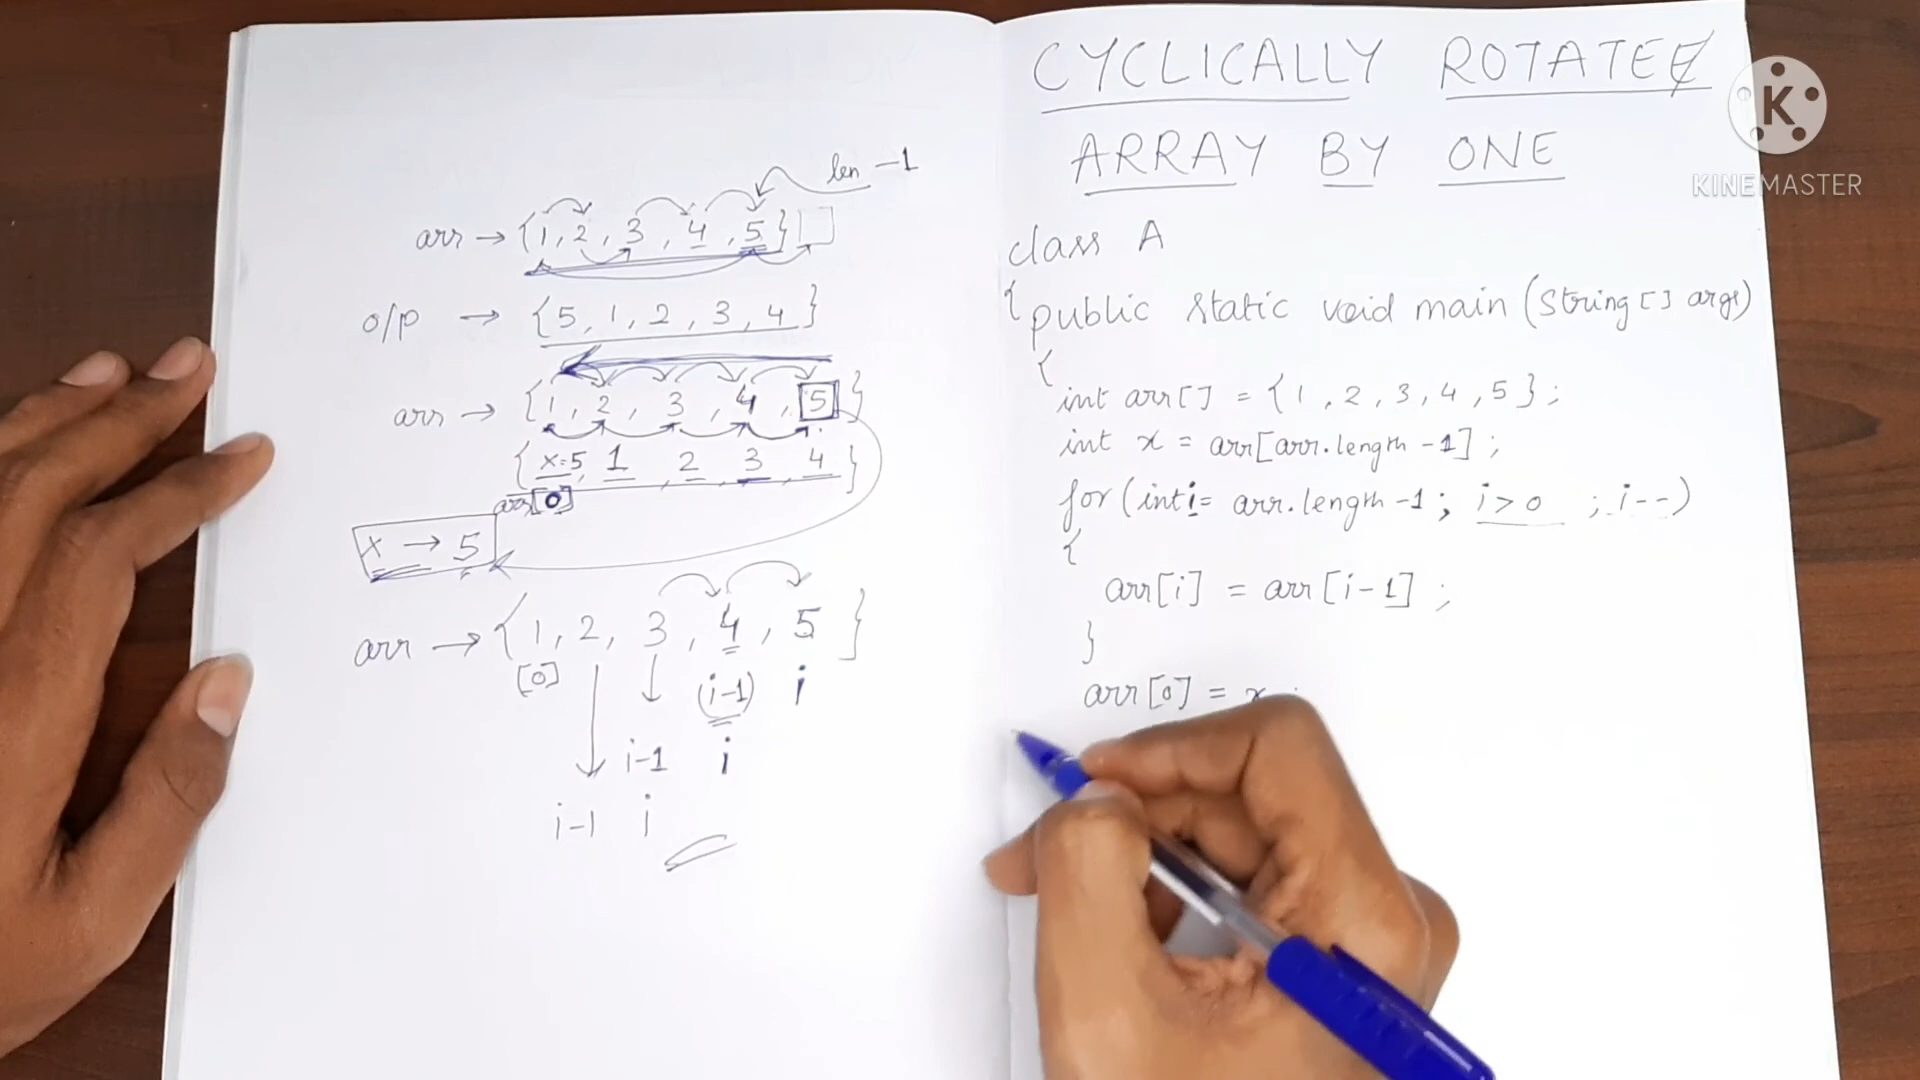 len -1
arr → {1, 2, 3, 4, 5}
o/p → {5, 1, 2, 3, 4}
arr → {1, 2, 3, 4, 5}
{x=5, 1, 2, 3, 4}
arr[0]
x → 5
arr → {1, 2, 3, 4, 5}
[0] (i-1) i
i-1 i
i-1 i
CYCLICALLY ROTATE
ARRAY BY ONE
class A
{ public static void main (String [] args)
{
int arr[] = {1, 2, 3, 4, 5};
int x = arr[arr.length -1];
for (int i= arr.length -1; i>0 ; i--)
{
arr[i] = arr[i-1] ;
}
arr[0] = x
K
KINEMASTER